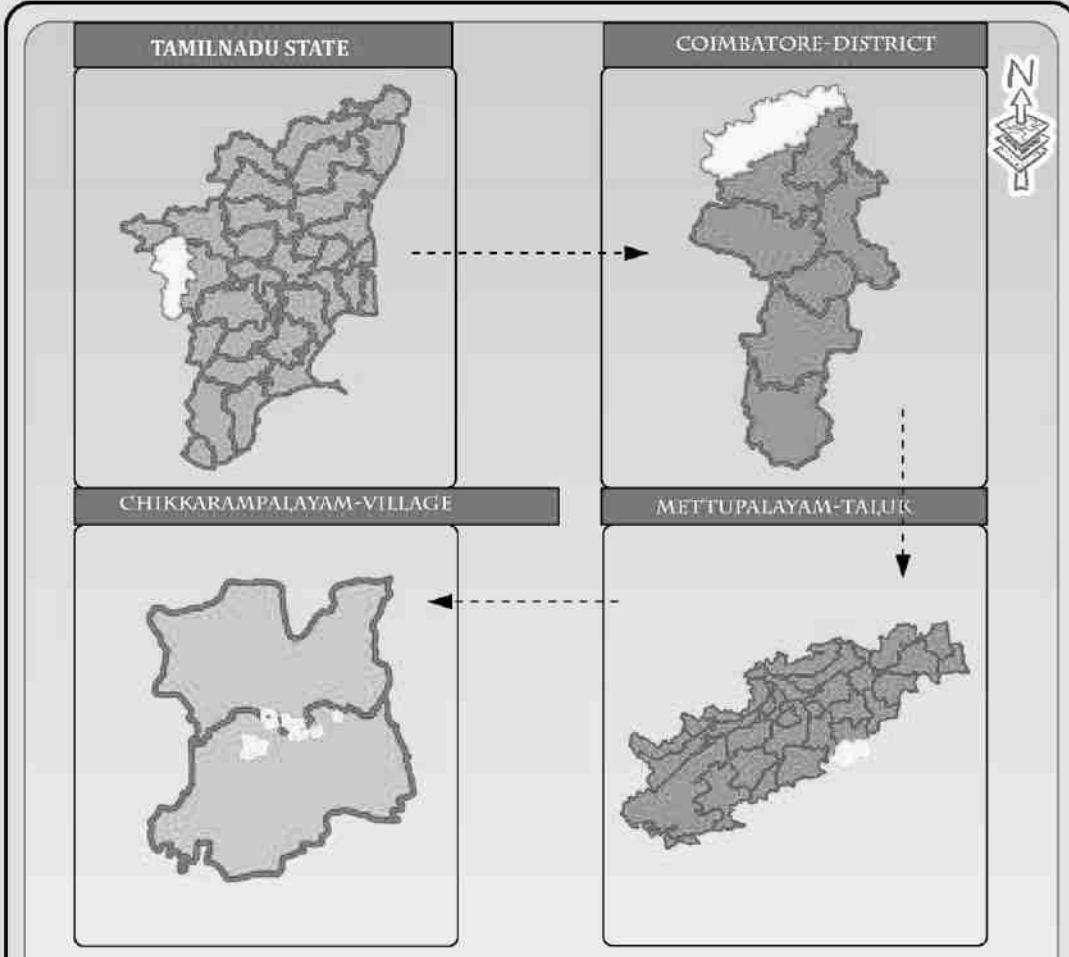 TAMILNADU STATE
COIMBATORE-DISTRICT
N
CHIKKARAMPALAYAM-VILLAGE
METTUPALAYAM-TALUK